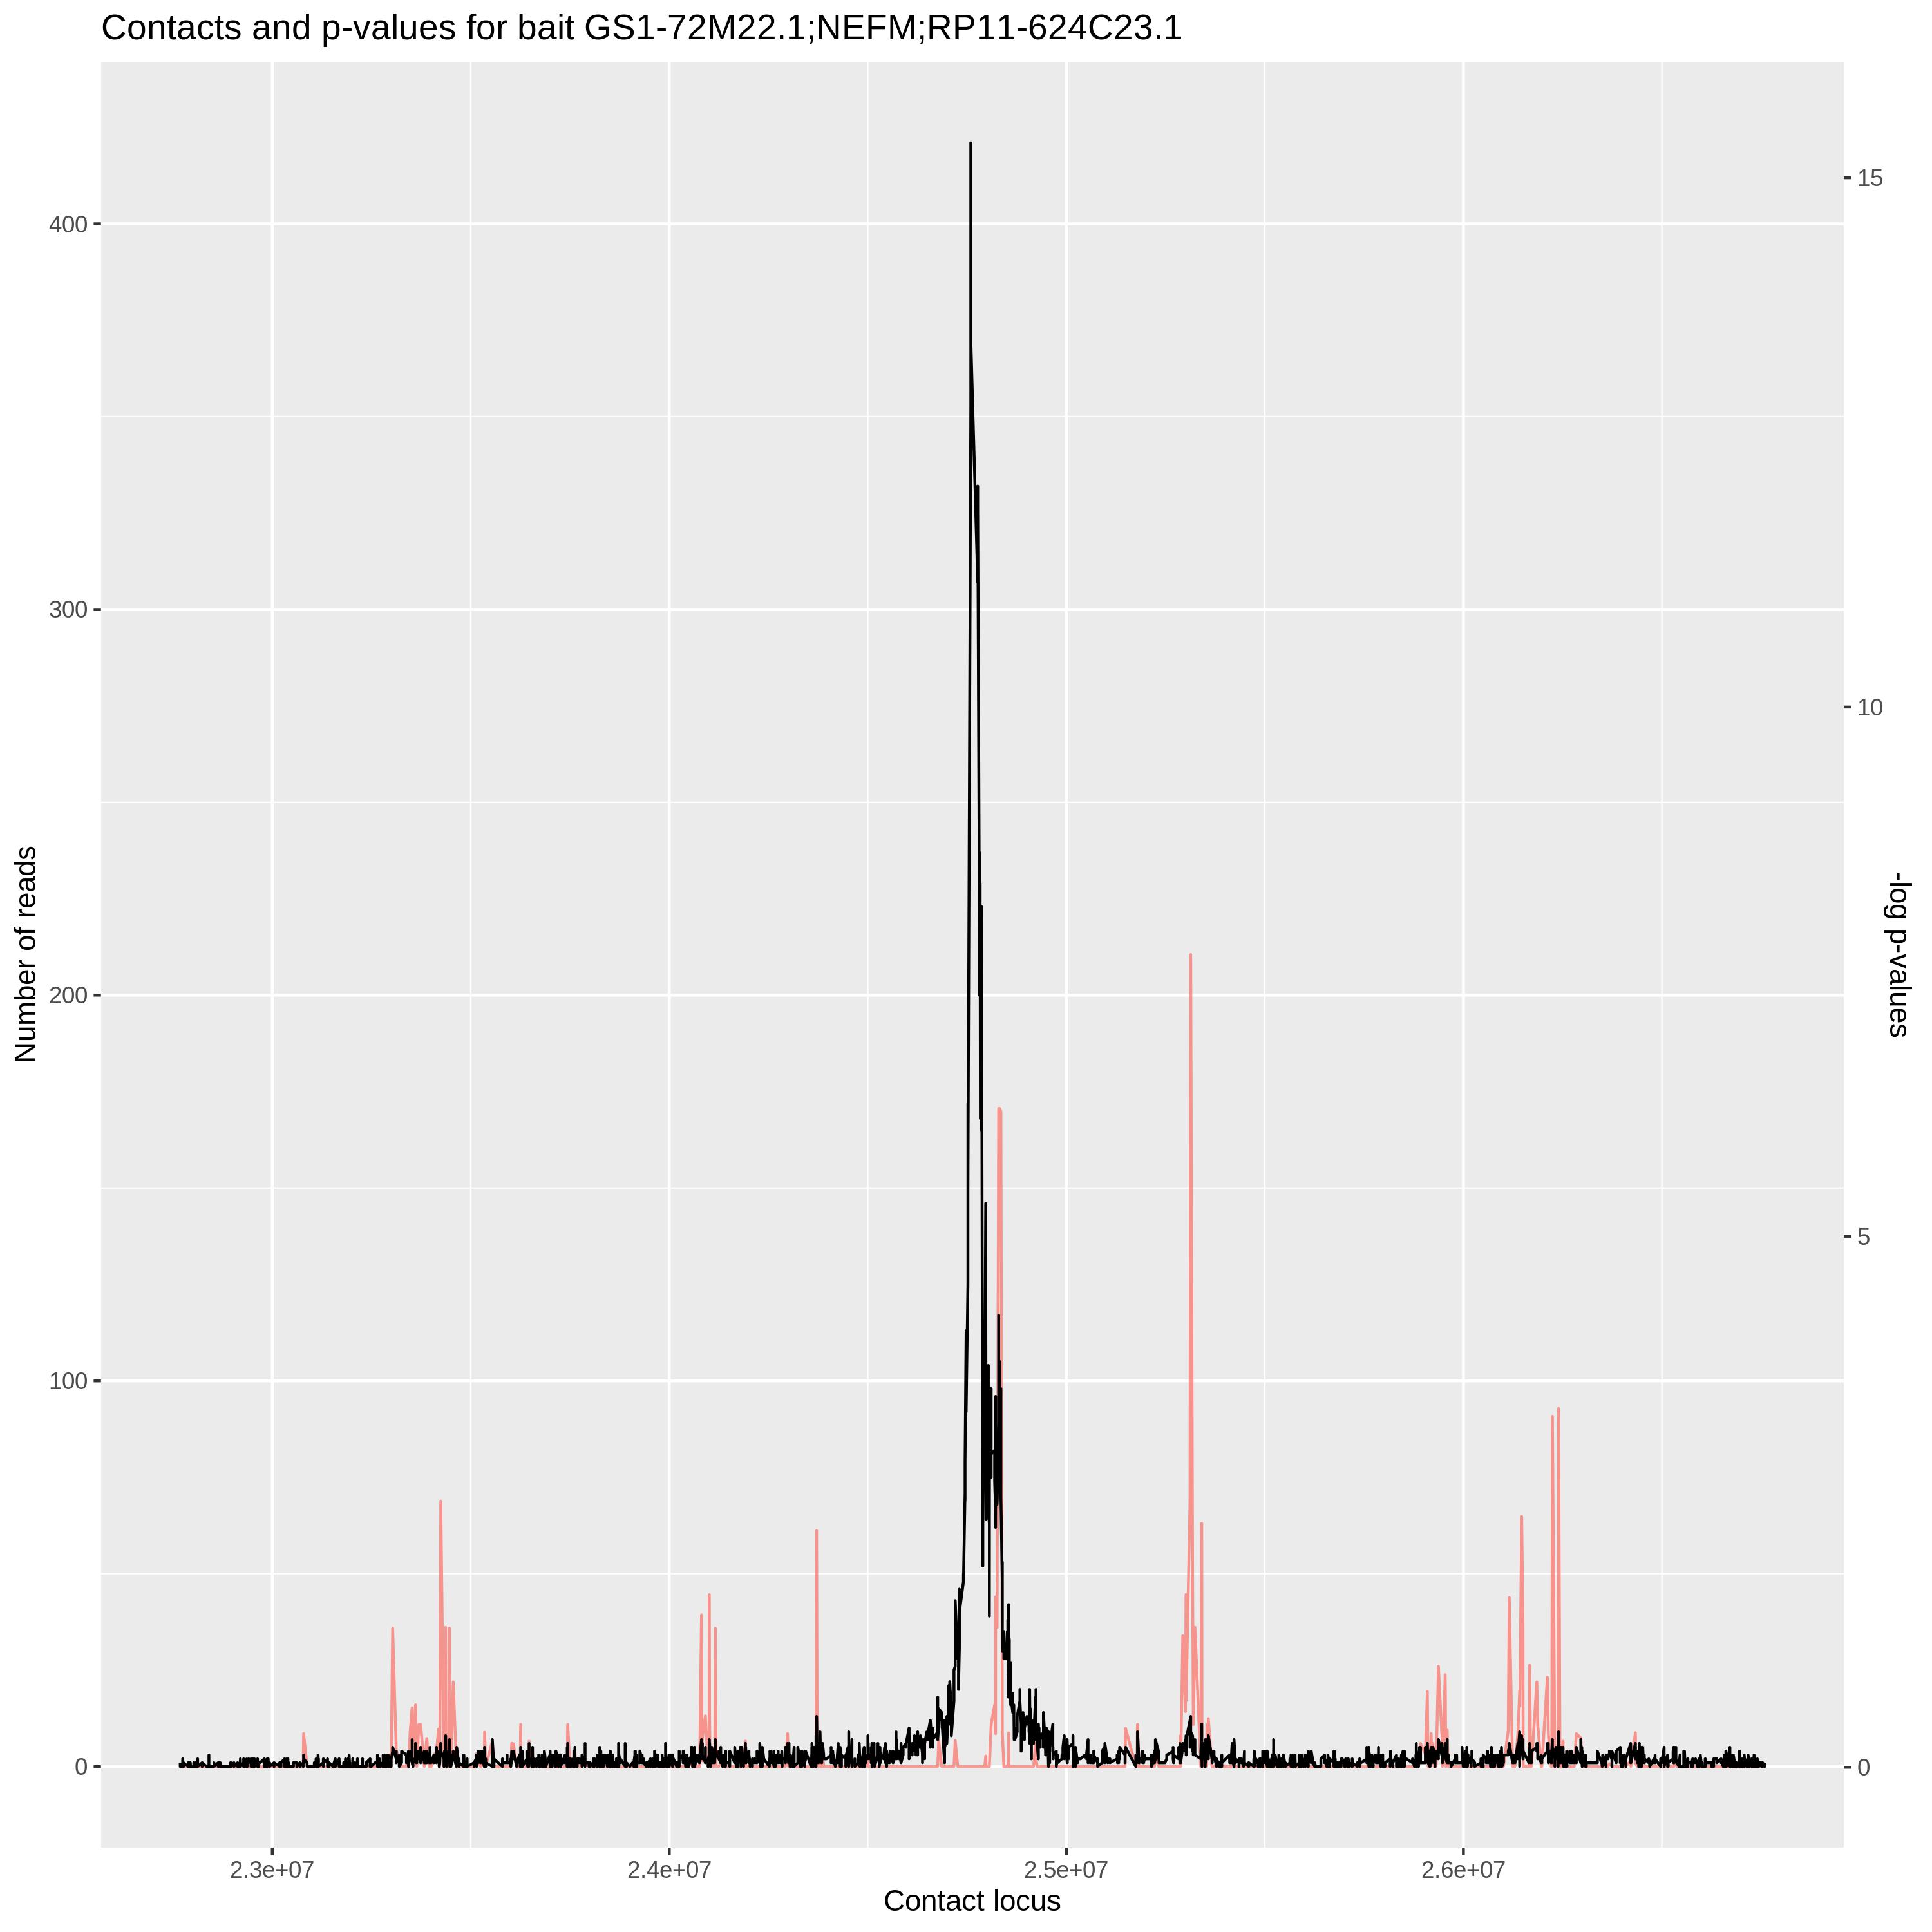 Contacts and p-values for bait GS1-72M22.1;NEFM;RP11-624C23.1
Number of reads
400
300
200
100
0
15
10
5
0
-log p-values
2.3e+07
2.4e+07
2.5e+07
2.6e+07
Contact locus